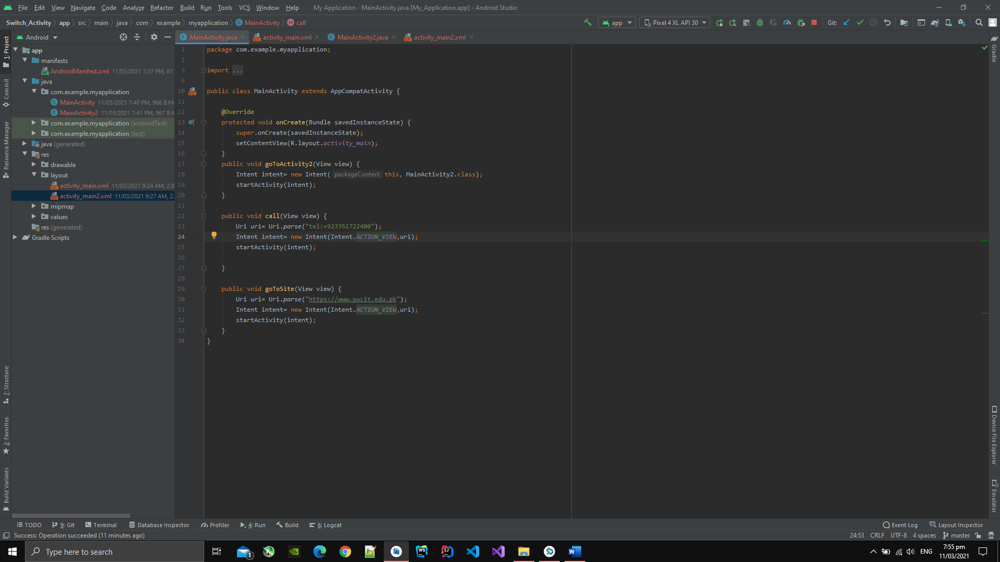 File Edit View Navigate Code Analyze Refactor Build Run Tools VCS Window Help My Application - MainActivity.java [My_Application.app] - Android Studio
Switch_Activity app src main java com example myapplication MainActivity call app Pixel 4 XL API 30 Git:
Android MainActivity.java activity_main.xml MainActivity2.java activity_main2.xml
1: Project
Commit
Resource Manager
7: Structure
2: Favorites
Build Variants
app
manifests
AndroidManifest.xml 11/03/2021 7:37 PM, 81
java
com.example.myapplication
MainActivity 11/03/2021 7:40 PM, 966 B M
MainActivity2 11/03/2021 7:41 PM, 967 B M
com.example.myapplication (androidTest)
com.example.myapplication (test)
java (generated)
res
drawable
layout
activity_main.xml 11/03/2021 9:24 AM, 2.8
activity_main2.xml 11/03/2021 9:27 AM, 2.
mipmap
values
res (generated)
Gradle Scripts
1 package com.example.myapplication;
2
3 import ...
9
10 public class MainActivity extends AppCompatActivity {
11
12 @Override
13 protected void onCreate(Bundle savedInstanceState) {
14 super.onCreate(savedInstanceState);
15 setContentView(R.layout.activity_main);
16 }
17 public void goToActivity2(View view) {
18 Intent intent= new Intent( packageContext: this, MainActivity2.class);
19 startActivity(intent);
20 }
21
22 public void call(View view) {
23 Uri uri= Uri.parse("tel:+923351722400");
24 Intent intent= new Intent(Intent.ACTION_VIEW,uri);
25 startActivity(intent);
26
27 }
28
29 public void goToSite(View view) {
30 Uri uri= Uri.parse("https://www.pucit.edu.pk");
31 Intent intent= new Intent(Intent.ACTION_VIEW,uri);
32 startActivity(intent);
33 }
34 }
Gradle
Device File Explorer
Emulator
TODO 9: Git Terminal Database Inspector Profiler 4: Run Build 6: Logcat Event Log Layout Inspector
Success: Operation succeeded (11 minutes ago) 24:53 CRLF UTF-8 4 spaces master
Type here to search 1 ENG 7:55 pm
11/03/2021